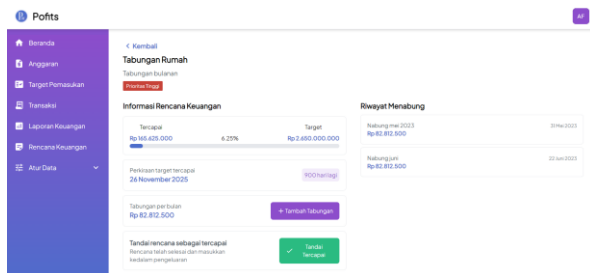 Pofits
AF
Beranda
Anggaran
Target Pemasukan
Transaksi
Laporan Keuangan
Rencana Keuangan
Atur Data
< Kembali
Tabungan Rumah
Tabungan bulanan
Prioritas Tinggi
Informasi Rencana Keuangan
Tercapai
Target
Rp 165.625.000
6.25%
Rp 2.650.000.000
Perkiraan target tercapai
26 November 2025
900 hari lagi
Tabungan per bulan
Rp 82.812.500
+ Tambah Tabungan
Tandai rencana sebagai tercapai
Rencana telah selesai dan masukkan
kedalam pengeluaran
Tandai
Tercapai
Riwayat Menabung
Nabung mei 2023
31 Mei 2023
Rp 82.812.500
Nabung juni
22 Juni 2023
Rp 82.812.500